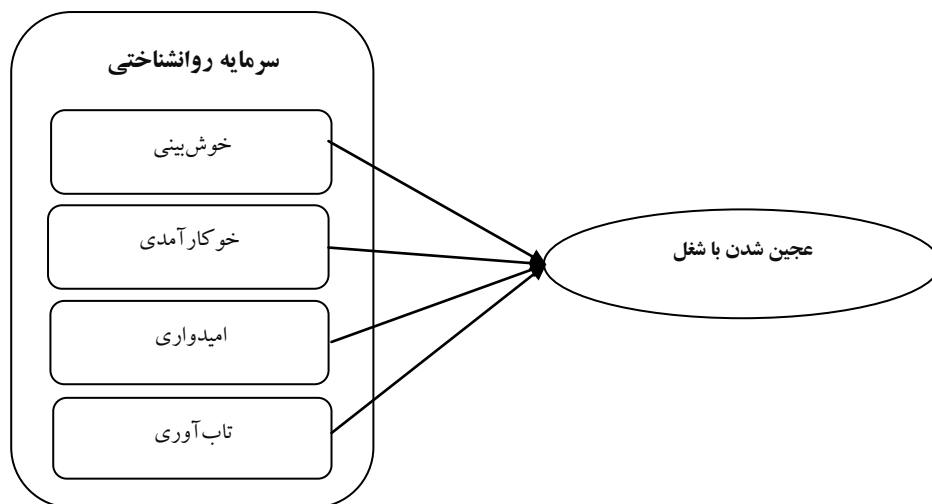 سرمایه روانشناختی
خوش‌بینی
خوکارآمدی
امیدواری
تاب‌آوری
عجین شدن با شغل